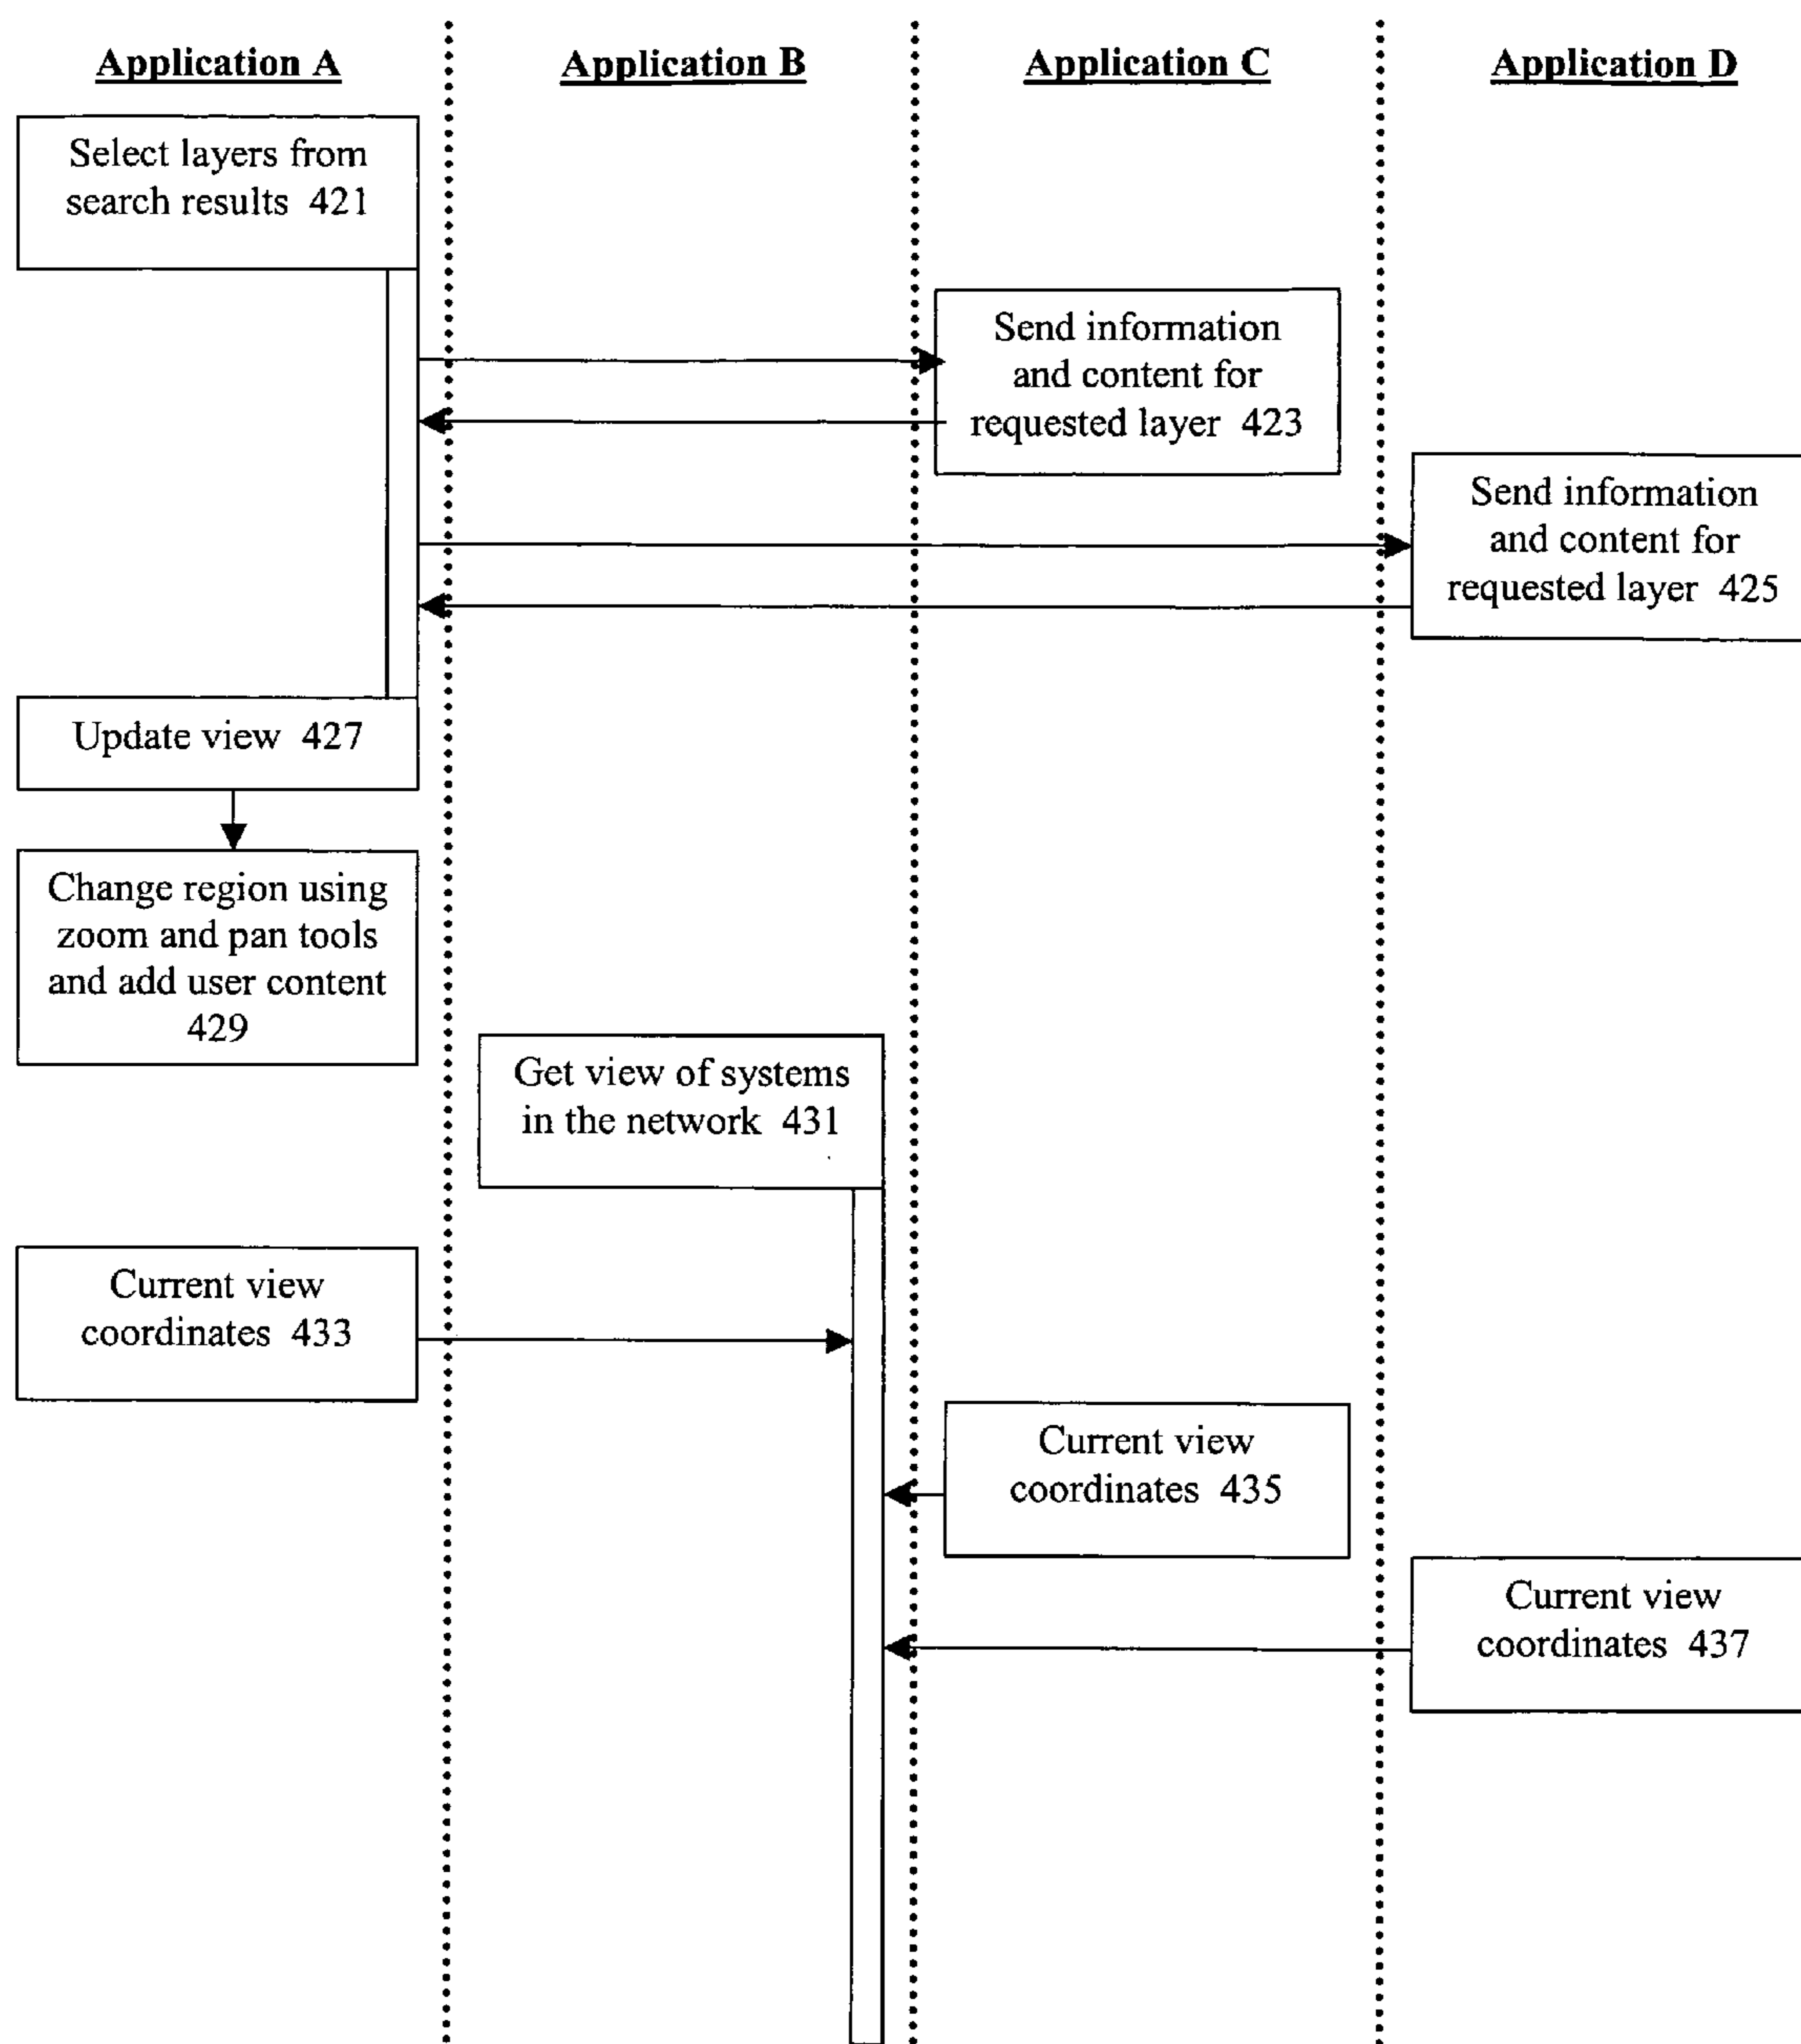 Application A
Application B
Application C
Application D
Select layers from
search results 421
Send information
and content for
requested layer 423
Send information
and content for
requested layer 425
Update view 427
Change region using
zoom and pan tools
and add user content
429
Get view of systems
in the network 431
Current view
coordinates 433
Current view
coordinates 435
Current view
coordinates 437